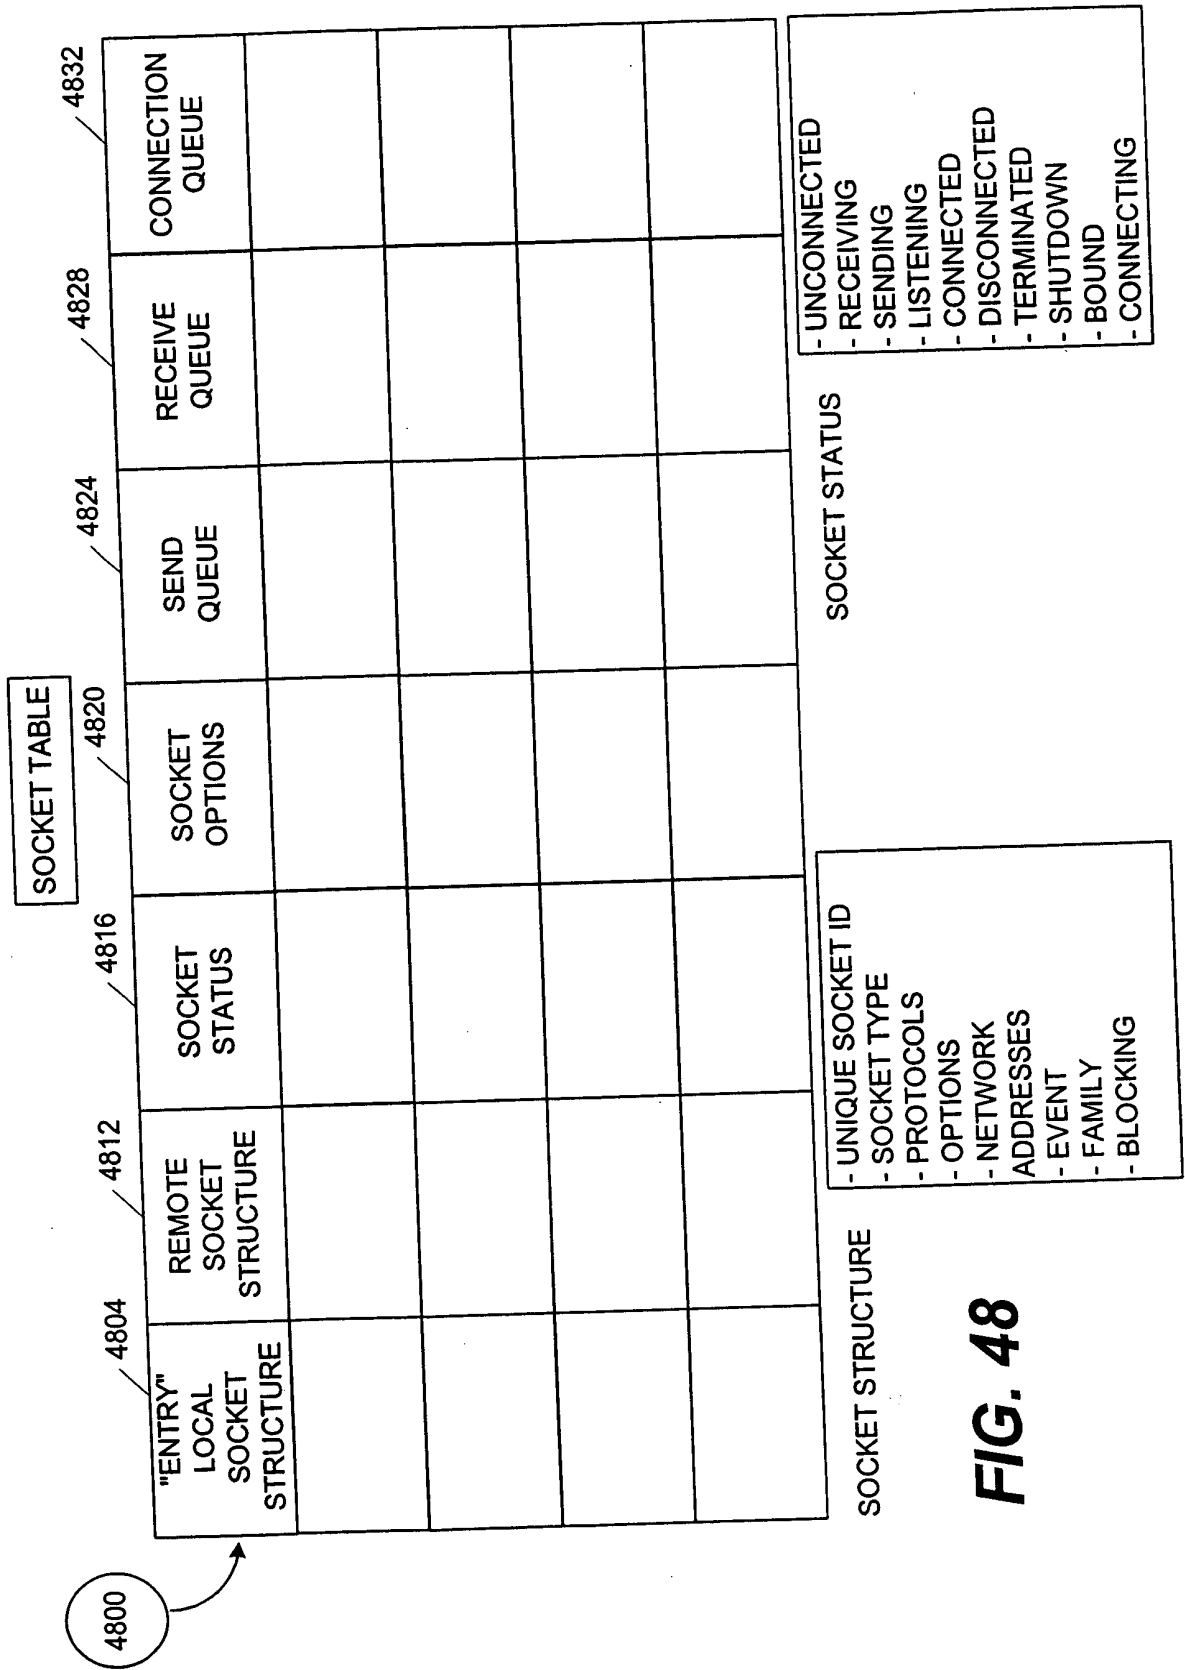 SOCKET TABLE
4800
4804
4812
4816
4820
4824
4828
4832
"ENTRY"
LOCAL
SOCKET
STRUCTURE
REMOTE
SOCKET
STRUCTURE
SOCKET
STATUS
SOCKET
OPTIONS
SEND
QUEUE
RECEIVE
QUEUE
CONNECTION
QUEUE
SOCKET STRUCTURE
- UNIQUE SOCKET ID
- SOCKET TYPE
- PROTOCOLS
- OPTIONS
- NETWORK
ADDRESSES
- EVENT
- FAMILY
- BLOCKING
SOCKET STATUS
- UNCONNECTED
- RECEIVING
- SENDING
- LISTENING
- CONNECTED
- DISCONNECTED
- TERMINATED
- SHUTDOWN
- BOUND
- CONNECTING
FIG. 48